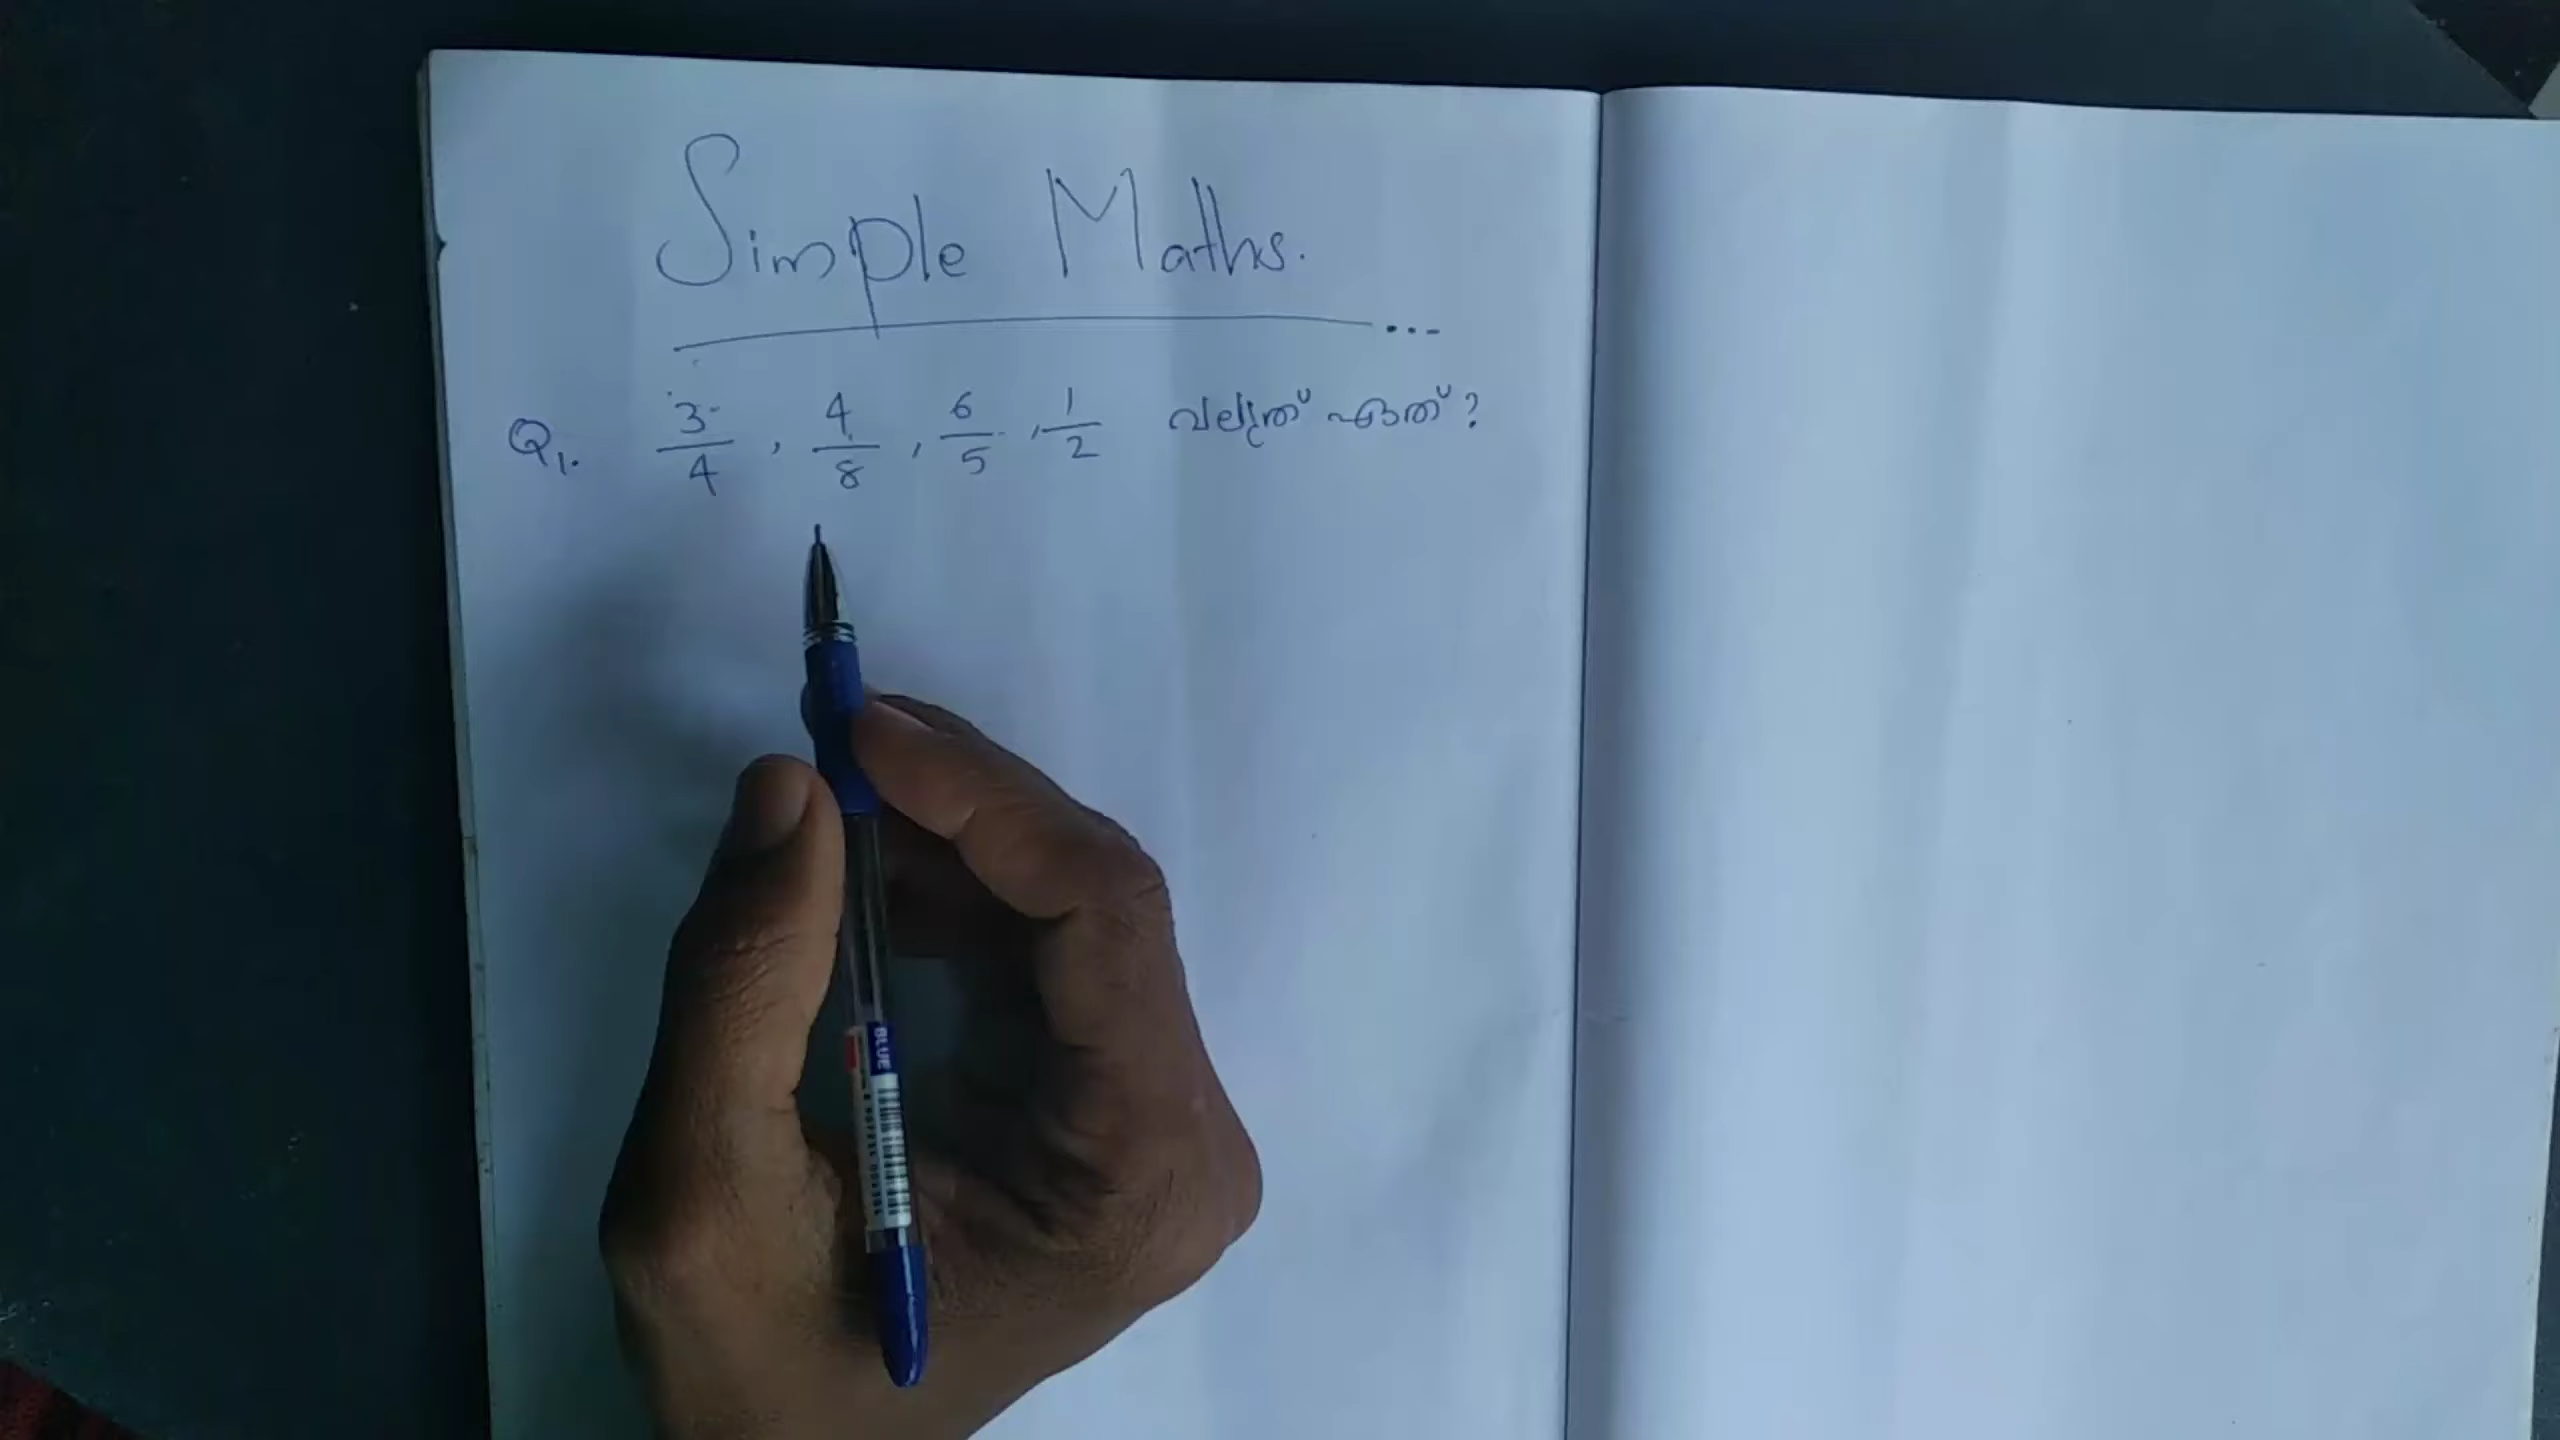 Simple Maths.
Q1. 3/4, 4/8, 6/5, 1/2 വലുത് ഏത്?
BLUE